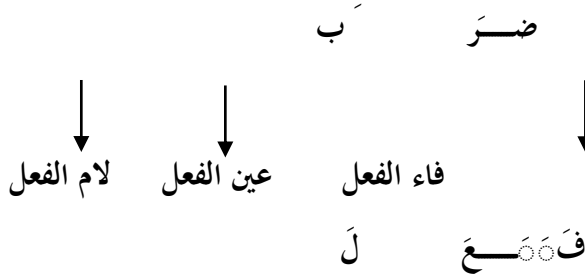 ضـــرَ َ ب
فاء الفعل عين الفعل لام الفعل
فَـَـَـــعَ لَ